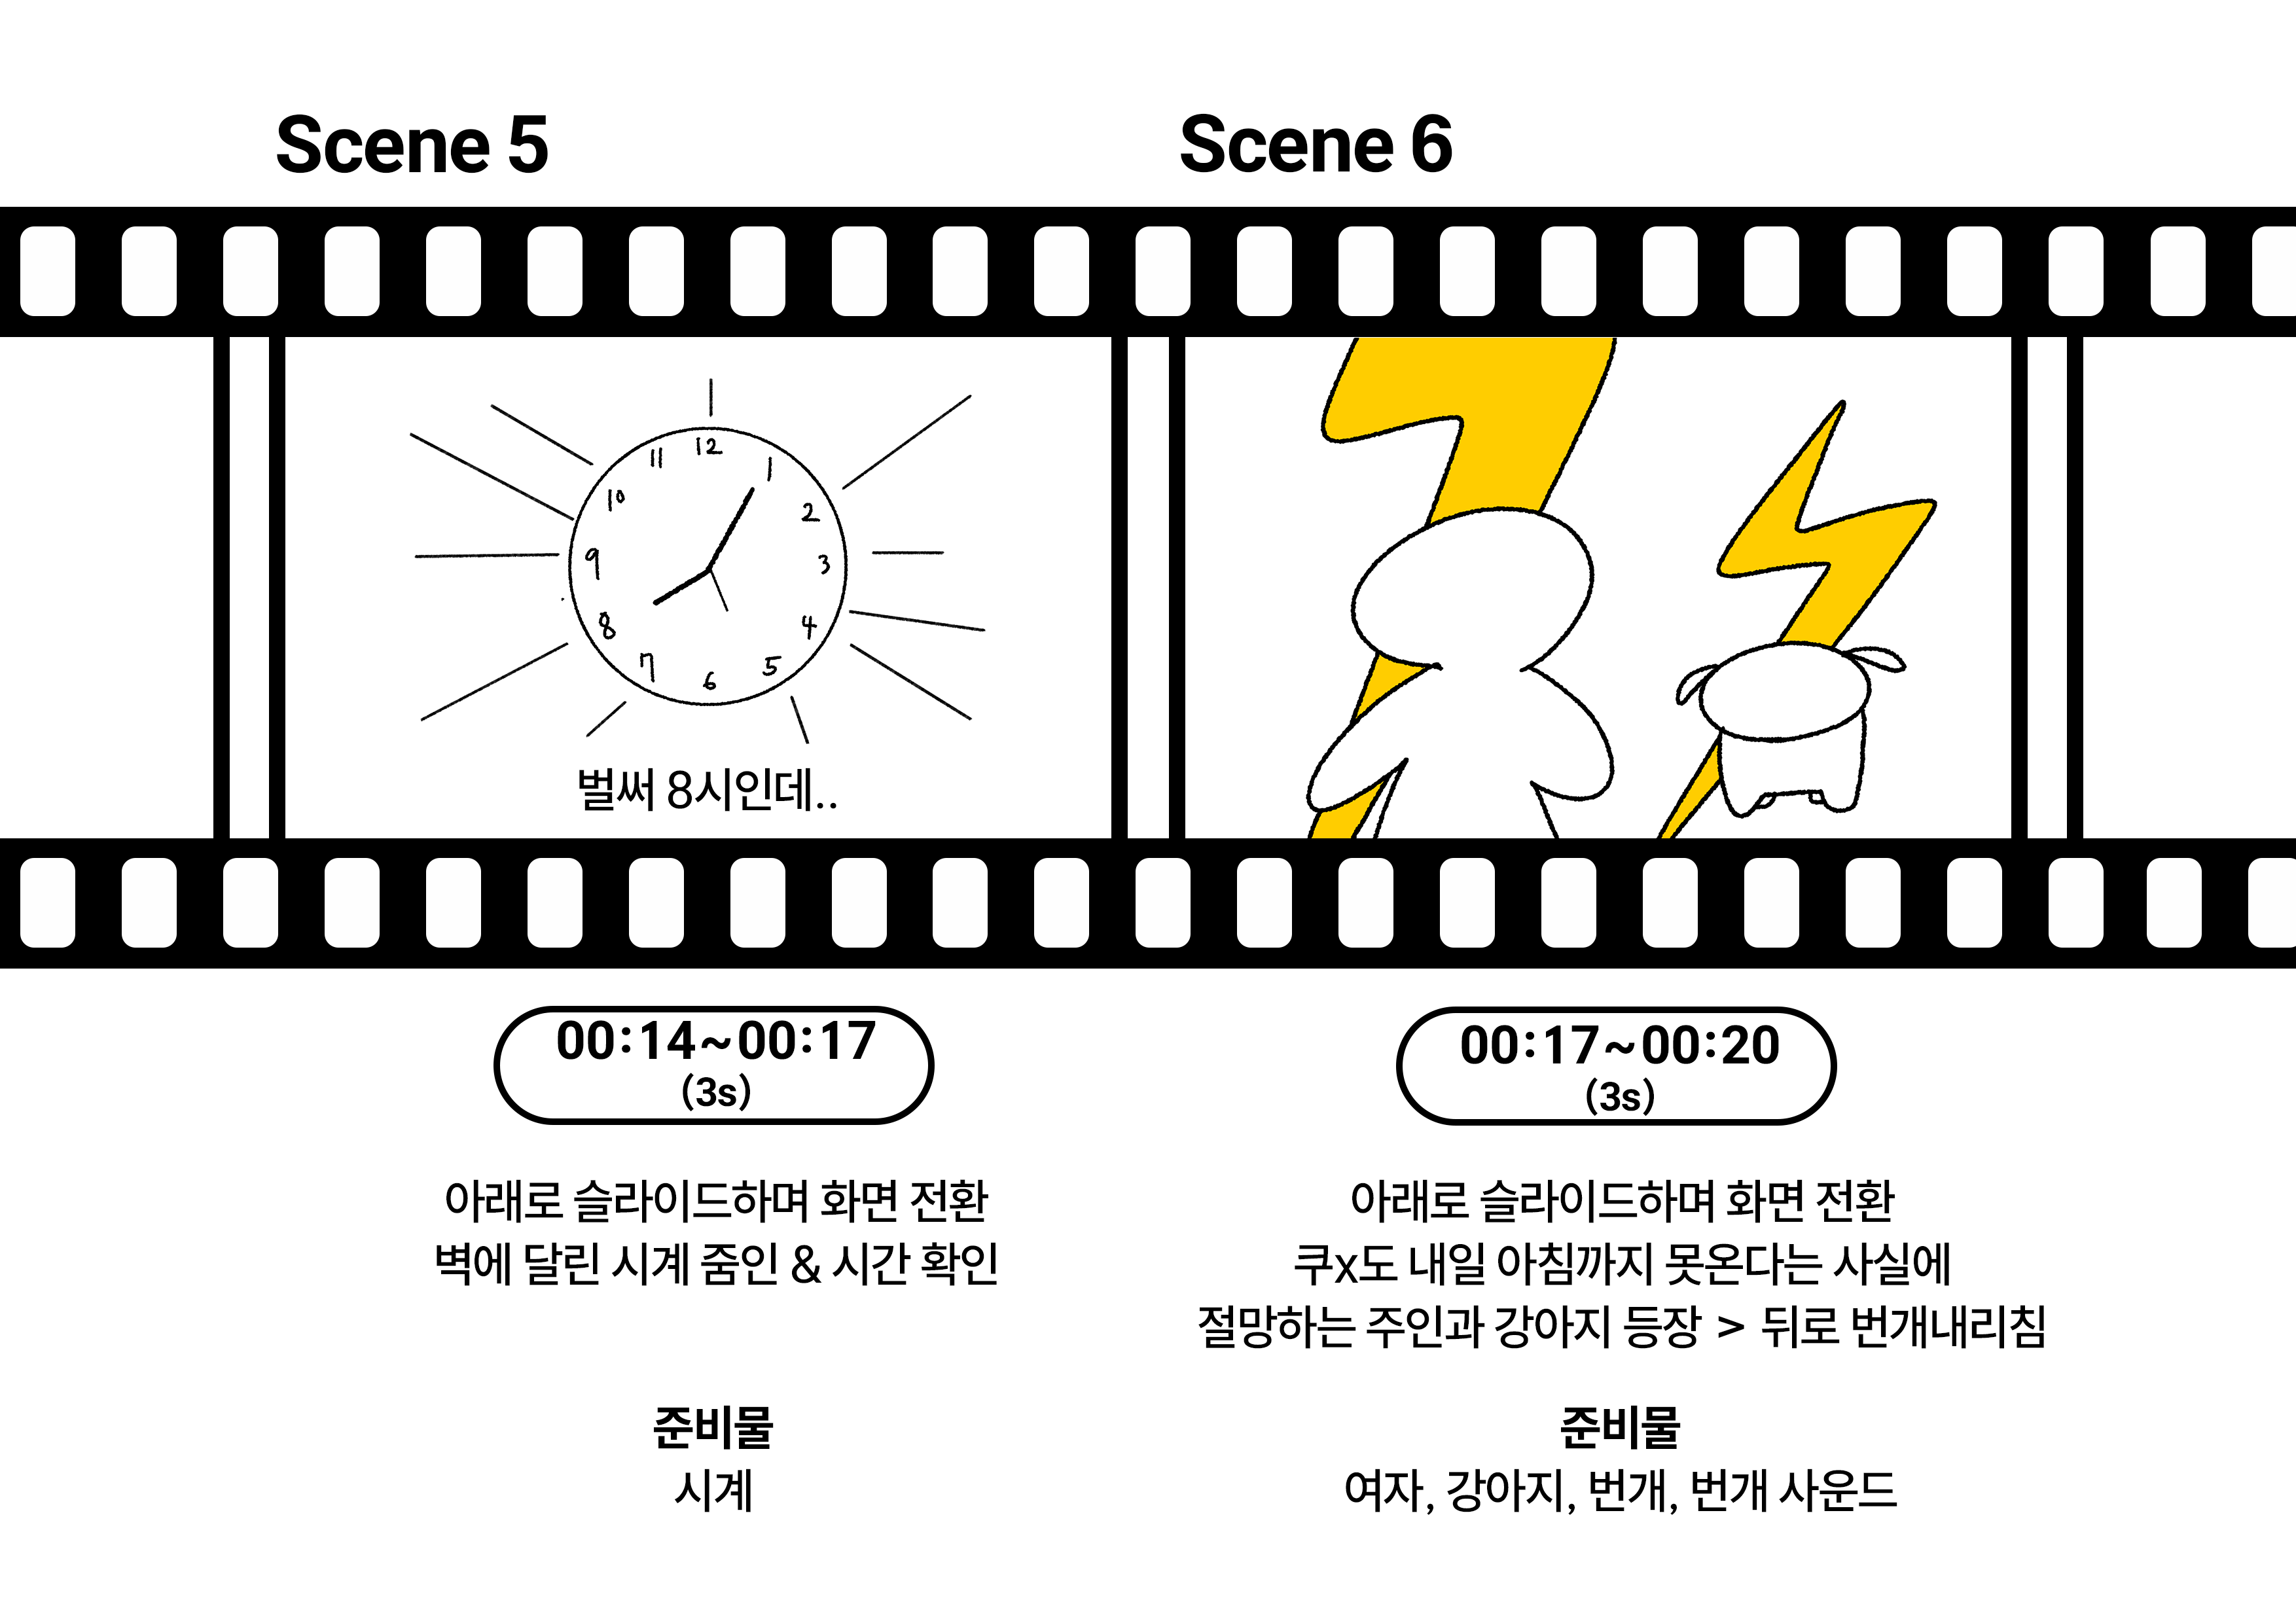 Scene 5
Scene 6
12
1
2
3
4
5
6
7
8
9
10
11
벌써 8시인데..
00:14~00:17
(3s)
아래로 슬라이드하며 화면 전환
벽에 달린 시계 줌인 & 시간 확인
준비물
시계
00:17~00:20
(3s)
아래로 슬라이드하며 화면 전환
쿠x도 내일 아침까지 못온다는 사실에
절망하는 주인과 강아지 등장 > 뒤로 번개내리침
준비물
여자, 강아지, 번개, 번개 사운드